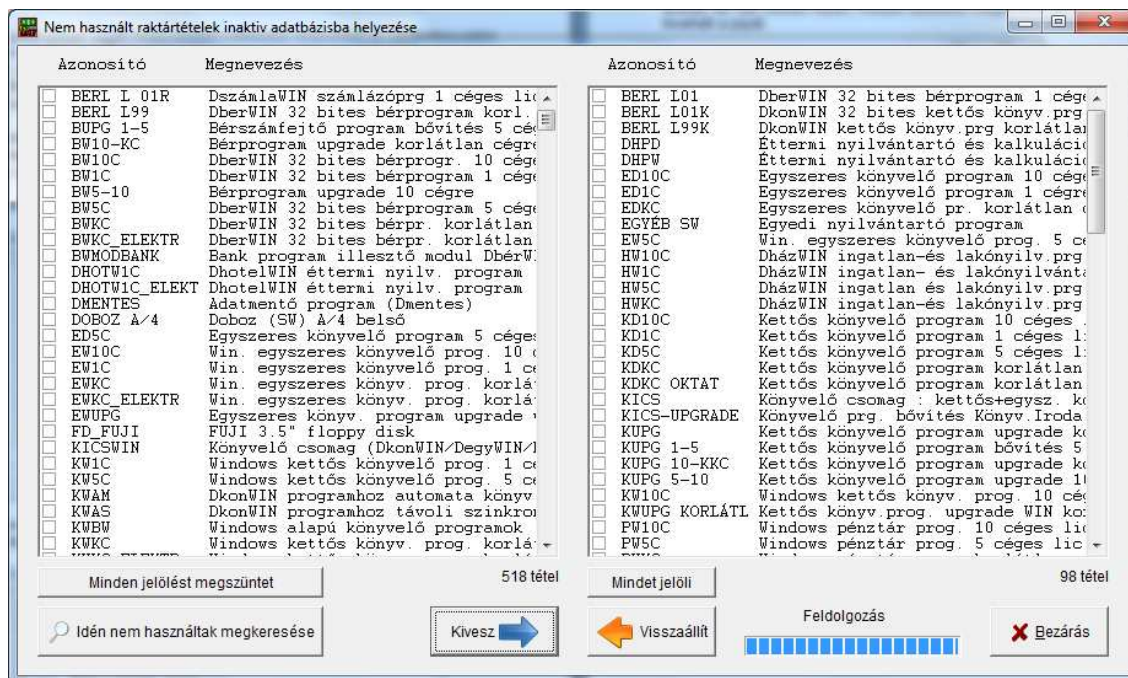 Nem használt raktártételek inaktiv adatbázisba helyezése
Azonosító Megnevezés
BERL L 01R DszámlaWIN számlázóprg 1 céges lic
BERL L99 DberWIN 32 bites bérprogram korl.
BUPG 1-5 Bérszámfejtő program bővítés 5 cég
BW10-KC Bérprogram upgrade korlátlan cégre
BW10C DberWIN 32 bites bérprogr. 10 cége
BW1C DberWIN 32 bites bérprogram 1 cége
BW5-10 Bérprogram upgrade 10 cégre
BW5C DberWIN 32 bites bérprogram 5 cége
BWKC DberWIN 32 bites bérpr. korlátlan
BWKC_ELEKTR DberWIN 32 bites bérpr. korlátlan
BWMODBANK Bank program illesztő modul DbérW
DHOTW1C DhotelWIN éttermi nyilv. program
DHOTW1C_ELEKT DhotelWIN éttermi nyilv. program
DMENTES Adatmentő program (Dmentes)
DOBOZ A/4 Doboz (SW) A/4 belső
ED5C Egyszeres könyvelő program 5 céges
EW10C Win. egyszeres könyvelő prog. 10
EW1C Win. egyszeres könyvelő prog. 1 cé
EWKC Win. egyszeres könyv. prog. korlá
EWKC_ELEKTR Win. egyszeres könyv. prog. korlá
EWUPG Egyszeres könyv. program upgrade
FD_FUJI FUJI 3.5" floppy disk
KICSWIN Könyvelő csomag (DkonWIN/DegyWIN/
KW1C Windows kettős könyvelő prog. 1 cé
KW5C Windows kettős könyvelő prog. 5 cé
KWAM DkonWIN programhoz automata könyv
KWAS DkonWIN programhoz távoli szinkron
KWBW Windows alapú könyvelő programok
KWKC Windows kettős könyv. prog. korlá
Minden jelölést megszüntet
518 tétel
Idén nem használtak megkeresése
Kivesz
Azonosító Megnevezés
BERL L01 DberWIN 32 bites bérprogram 1 cége
BERL L01K DkonWIN 32 bites kettős könyv.prg
BERL L99K DkonWIN kettős könyv.prg korlátla
DHPD Éttermi nyilvántartó és kalkuláció
DHPW Éttermi nyilvántartó és kalkuláció
ED10C Egyszeres könyvelő program 10 cége
ED1C Egyszeres könyvelő program 1 cégre
EDKC Egyszeres könyvelő pr. korlátlan
EGYÉB SW Egyedi nyilvántartó program
EW5C Win. egyszeres könyvelő prog. 5 cé
HW10C DházWIN ingatlan-és lakónyilv.prg
HW1C DházWIN ingatlan- és lakónyilvánta
HW5C DházWIN ingatlan és lakónyilv.prg
HWKC DházWIN ingatlan-és lakónyilv.prg
KD10C Kettős könyvelő program 10 céges
KD1C Kettős könyvelő program 1 céges l
KD5C Kettős könyvelő program 5 céges l
KDKC Kettős könyvelő program korlátlan
KDKC OKTAT Kettős könyvelő program korlátlan
KICS Könyvelő csomag : kettős+egysz. k
KICS-UPGRADE Könyvelő prg. bővítés Könyv.Iroda
KUPG Kettős könyvelő program upgrade k
KUPG 1-5 Kettős könyvelő program bővítés 5
KUPG 10-KKC Kettős könyvelő program upgrade k
KUPG 5-10 Kettős könyvelő program upgrade 1
KW10C Windows kettős könyv. prog. 10 cég
KWUPG KORLÁTL Kettős könyv.prog. upgrade WIN ko
PW10C Windows pénztár prog. 10 céges lic
PW5C Windows pénztár prog. 5 céges lic
Mindet jelöli
98 tétel
Visszaállít
Feldolgozás
Bezárás